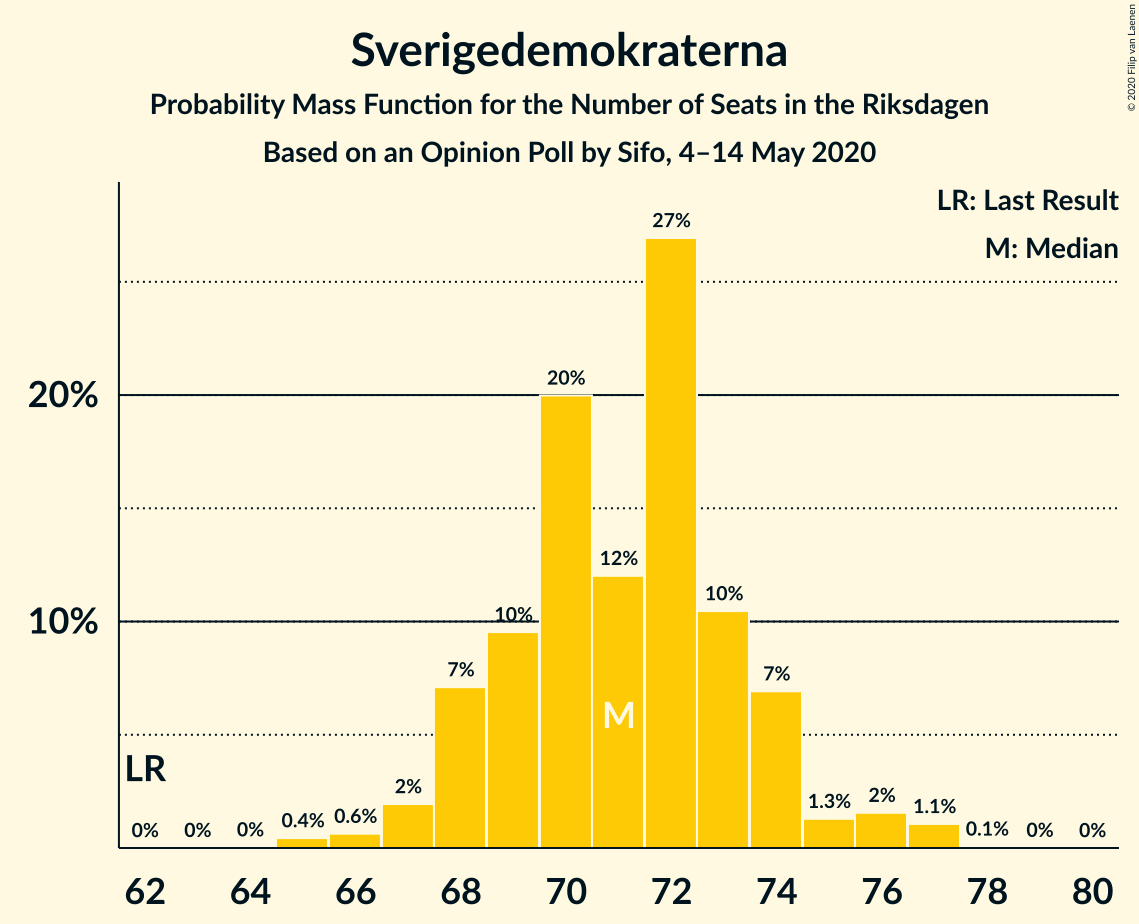 Sverigedemokraterna
Probability Mass Function for the Number of Seats in the Riksdagen
Based on an Opinion Poll by Sifo, 4–14 May 2020
© 2020 Filip van Laenen
LR: Last Result
M: Median
27%
20%
20%
12%
10%
10%
10%
7%
7%
M
LR
2%
0.4%
0.6%
1.3%
2%
1.1%
0%
0%
0%
0.1%
0%
0%
62 64 66 68 70 72 74 76 78 80